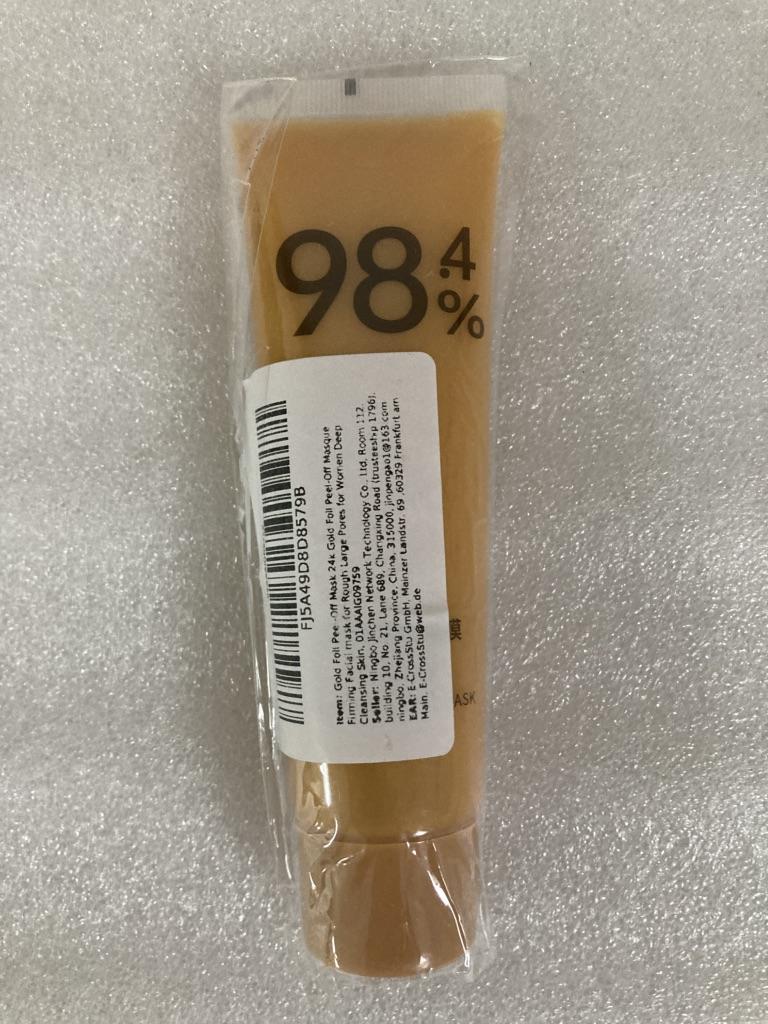 98.4%
FJ5A49D8D8579B
Item: Gold Foil Peel-Off Mask 24k Gold Foil Peel-Off Masque
Firming Facial mask for Rough Large Pores for Women Deep
Cleansing Skin, 01AAAIG09759
Seller: Ningbo Jinchen Network Technology Co., Ltd, Room 112,
building 10, No. 21, Lane 689, Changxing Road (trusteeship 1796),
ningbo, Zhejiang Province, China, 315000, jinpengao1@163.com
EAR: E-CrossStu GmbH, Mainzer Landstr. 69, 60329 Frankfurt am
Main, E-CrossStu@web.de
ASK